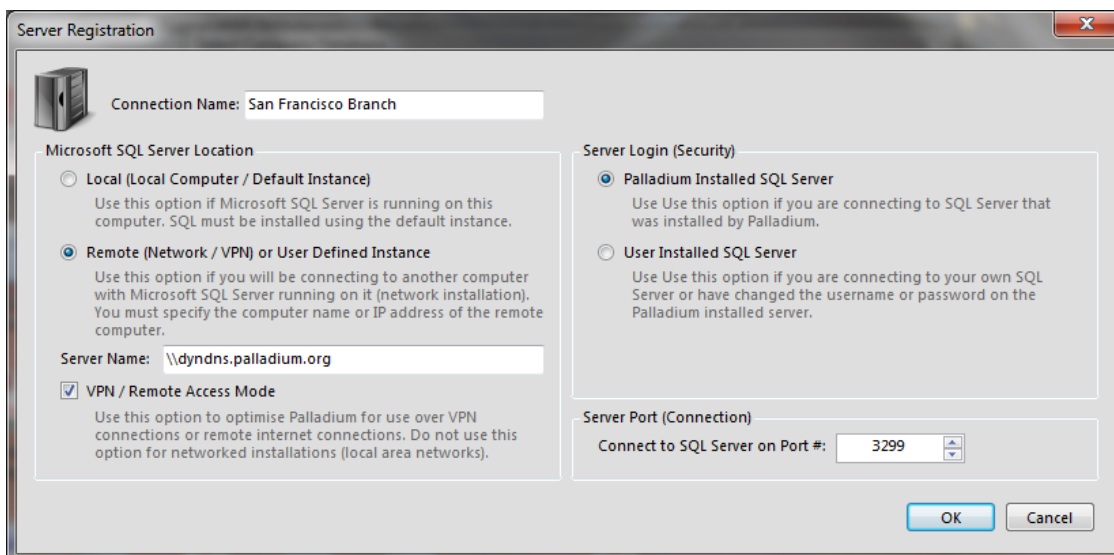 Server Registration
Connection Name: San Francisco Branch
Microsoft SQL Server Location
Local (Local Computer / Default Instance)
Use this option if Microsoft SQL Server is running on this
computer. SQL must be installed using the default instance.
Remote (Network / VPN) or User Defined Instance
Use this option if you will be connecting to another computer
with Microsoft SQL Server running on it (network installation).
You must specify the computer name or IP address of the remote
computer.
Server Name: \\dyndns.palladium.org
VPN / Remote Access Mode
Use this option to optimise Palladium for use over VPN
connections or remote internet connections. Do not use this
option for networked installations (local area networks).
Server Login (Security)
Palladium Installed SQL Server
Use Use this option if you are connecting to SQL Server that
was installed by Palladium.
User Installed SQL Server
Use Use this option if you are connecting to your own SQL
Server or have changed the username or password on the
Palladium installed server.
Server Port (Connection)
Connect to SQL Server on Port #: 3299
OK Cancel